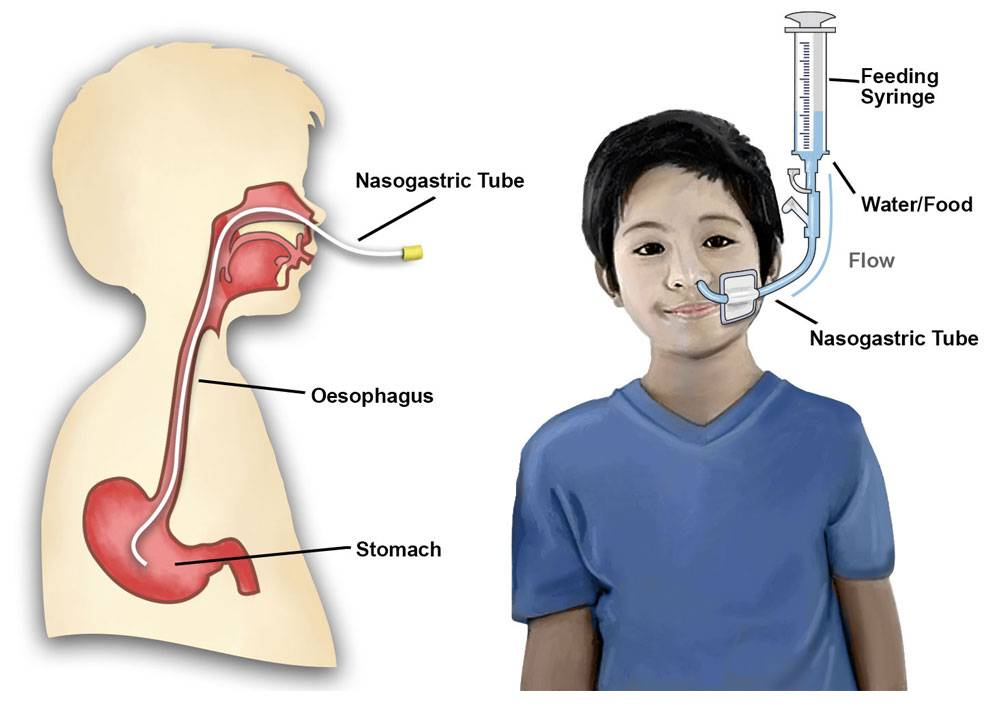 Nasogastric Tube
Oesophagus
Stomach
Feeding
Syringe
Water/Food
Flow
Nasogastric Tube